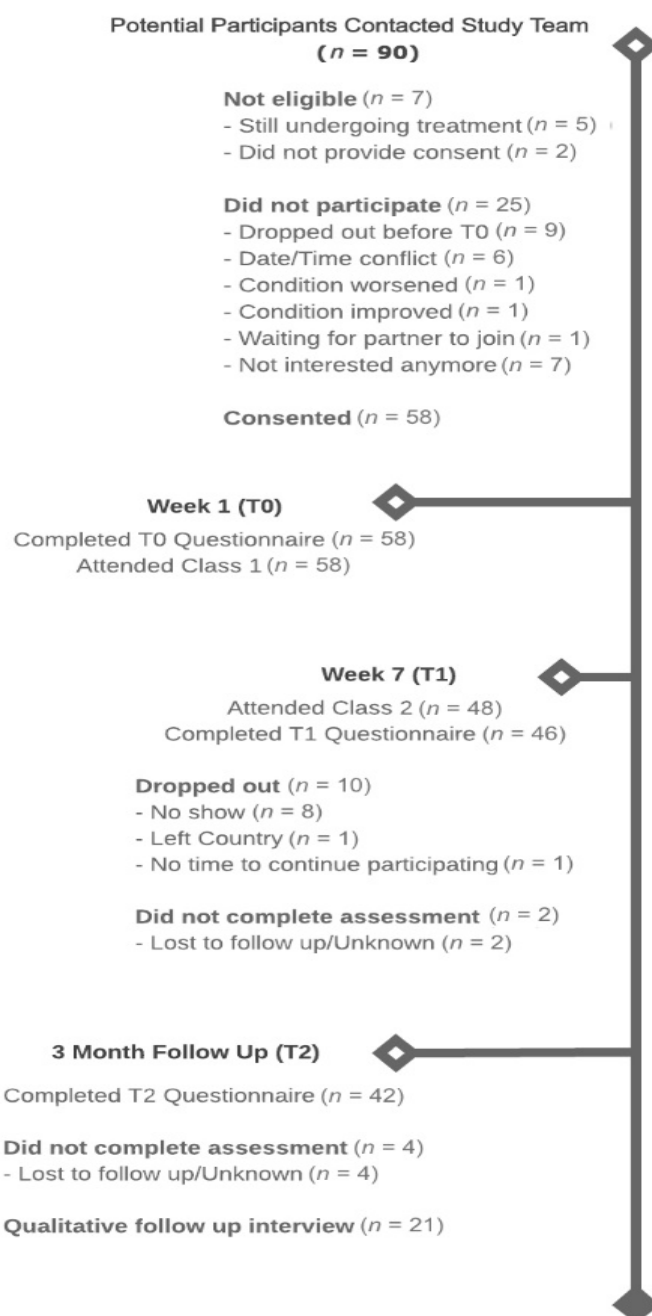 Potential Participants Contacted Study Team
(n = 90)
Not eligible (n = 7)
- Still undergoing treatment (n = 5)
- Did not provide consent (n = 2)
Did not participate (n = 25)
- Dropped out before T0 (n = 9)
- Date/Time conflict (n = 6)
- Condition worsened (n = 1)
- Condition improved (n = 1)
- Waiting for partner to join (n = 1)
- Not interested anymore (n = 7)
Consented (n = 58)
Week 1 (T0)
Completed T0 Questionnaire (n = 58)
Attended Class 1 (n = 58)
Week 7 (T1)
Attended Class 2 (n = 48)
Completed T1 Questionnaire (n = 46)
Dropped out (n = 10)
- No show (n = 8)
- Left Country (n = 1)
- No time to continue participating (n = 1)
Did not complete assessment (n = 2)
- Lost to follow up/Unknown (n = 2)
3 Month Follow Up (T2)
Completed T2 Questionnaire (n = 42)
Did not complete assessment (n = 4)
- Lost to follow up/Unknown (n = 4)
Qualitative follow up interview (n = 21)